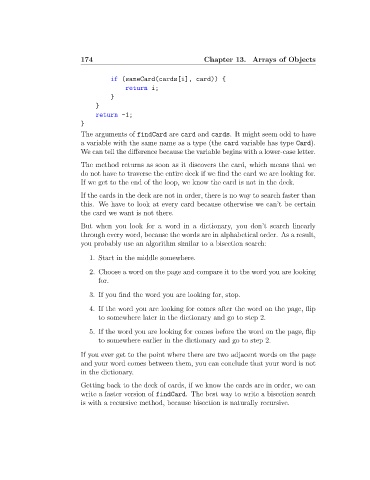 174 Chapter 13. Arrays of Objects
if (sameCard(cards[i], card)) {
return i;
}
}
return -1;
}
The arguments of findCard are card and cards. It might seem odd to have
a variable with the same name as a type (the card variable has type Card).
We can tell the difference because the variable begins with a lower-case letter.
The method returns as soon as it discovers the card, which means that we
do not have to traverse the entire deck if we find the card we are looking for.
If we get to the end of the loop, we know the card is not in the deck.
If the cards in the deck are not in order, there is no way to search faster than
this. We have to look at every card because otherwise we can't be certain
the card we want is not there.
But when you look for a word in a dictionary, you don't search linearly
through every word, because the words are in alphabetical order. As a result,
you probably use an algorithm similar to a bisection search:
1. Start in the middle somewhere.
2. Choose a word on the page and compare it to the word you are looking
for.
3. If you find the word you are looking for, stop.
4. If the word you are looking for comes after the word on the page, flip
to somewhere later in the dictionary and go to step 2.
5. If the word you are looking for comes before the word on the page, flip
to somewhere earlier in the dictionary and go to step 2.
If you ever get to the point where there are two adjacent words on the page
and your word comes between them, you can conclude that your word is not
in the dictionary.
Getting back to the deck of cards, if we know the cards are in order, we can
write a faster version of findCard. The best way to write a bisection search
is with a recursive method, because bisection is naturally recursive.